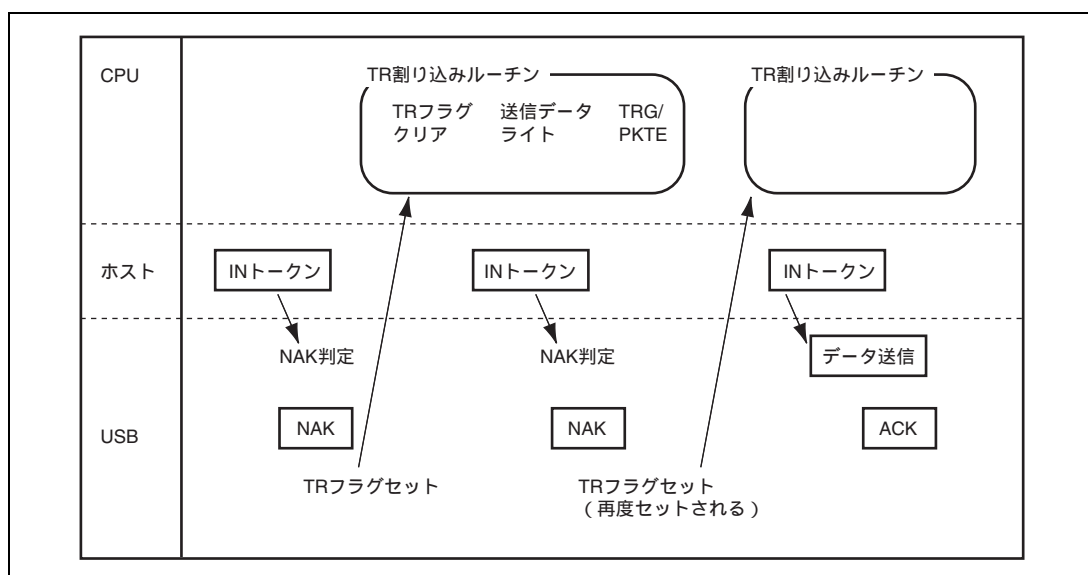 CPU
TR割り込みルーチン
TR割り込みルーチン
TRフラグ 送信データ TRG/
クリア ライト PKTE
ホスト
INトークン
INトークン
INトークン
NAK判定
NAK判定
データ送信
USB
NAK
NAK
ACK
TRフラグセット
TRフラグセット
(再度セットされる)